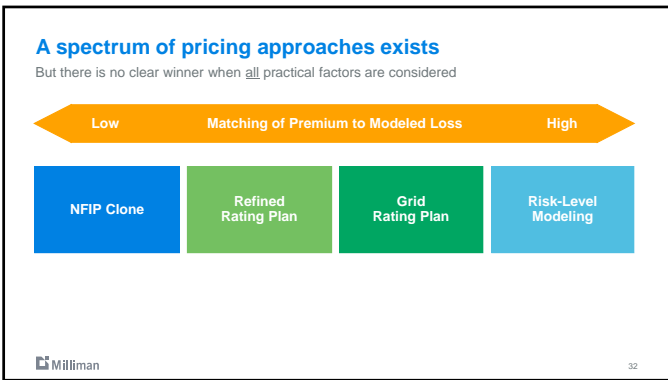 A spectrum of pricing approaches exists
But there is no clear winner when all practical factors are considered
Low Matching of Premium to Modeled Loss High
NFIP Clone
Refined
Rating Plan
Grid
Rating Plan
Risk-Level
Modeling
Milliman
32